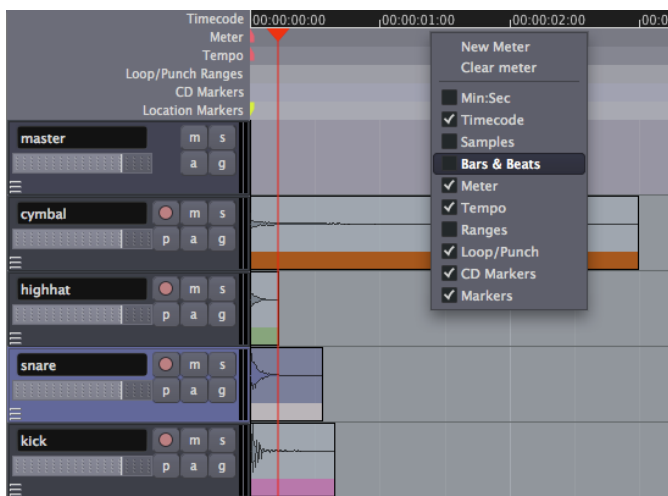 Timecode 00:00:00:00 00:00:01:00 00:00:02:00 00:0
Meter
Tempo
Loop/Punch Ranges
CD Markers
Location Markers
New Meter
Clear meter
Min:Sec
Timecode
Samples
Bars & Beats
Meter
Tempo
Ranges
Loop/Punch
CD Markers
Markers
master m s
a g
cymbal m s
p a g
highhat m s
p a g
snare m s
p a g
kick m s
p a g